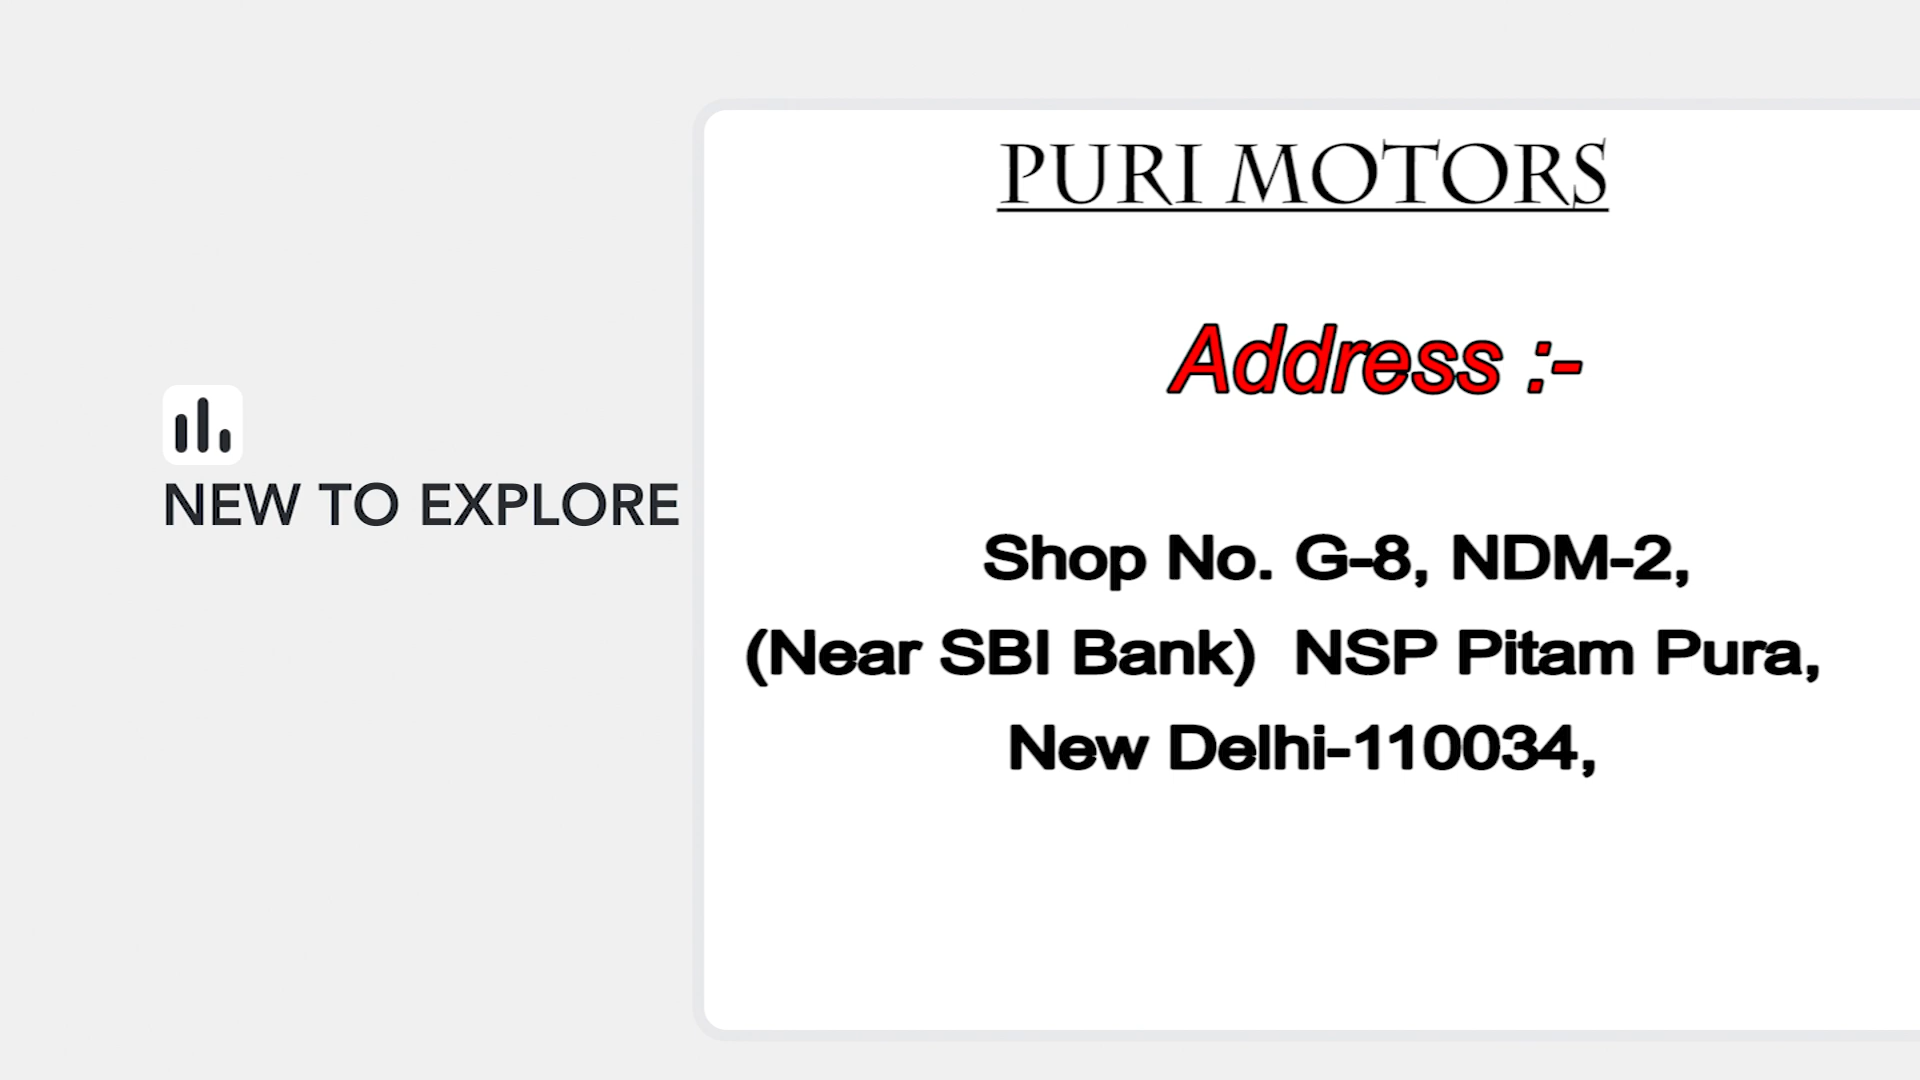 NEW TO EXPLORE
PURI MOTORS
Address :-
Shop No. G-8, NDM-2,
(Near SBI Bank)  NSP Pitam Pura,
New Delhi-110034,